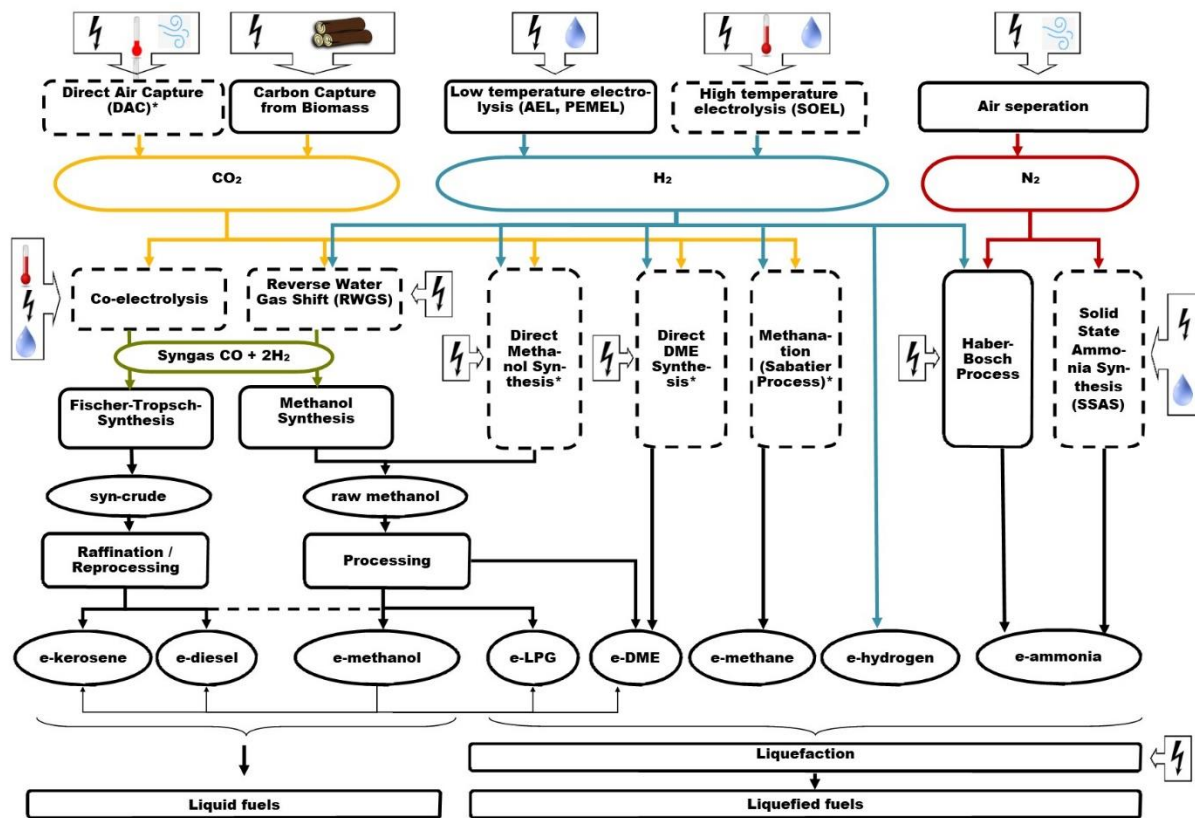 Direct Air Capture
(DAC)*
Carbon Capture
from Biomass
Low temperature electro-
lysis (AEL, PEMEL)
High temperature
electrolysis (SOEL)
Air seperation
CO₂
H₂
N₂
Co-electrolysis
Reverse Water
Gas Shift (RWGS)
Direct
Metha-
nol Syn-
thesis*
Direct
DME
Synthe-
sis*
Metha-
nation
(Sabatier
Process)*
Haber-
Bosch
Process
Solid
State
Ammo-
nia Syn-
thesis
(SSAS)
Syngas CO + 2H₂
Fischer-Tropsch-
Synthesis
Methanol
Synthesis
syn-crude
raw methanol
Raffination /
Reprocessing
Processing
e-kerosene
e-diesel
e-methanol
e-LPG
e-DME
e-methane
e-hydrogen
e-ammonia
Liquefaction
Liquid fuels
Liquefied fuels